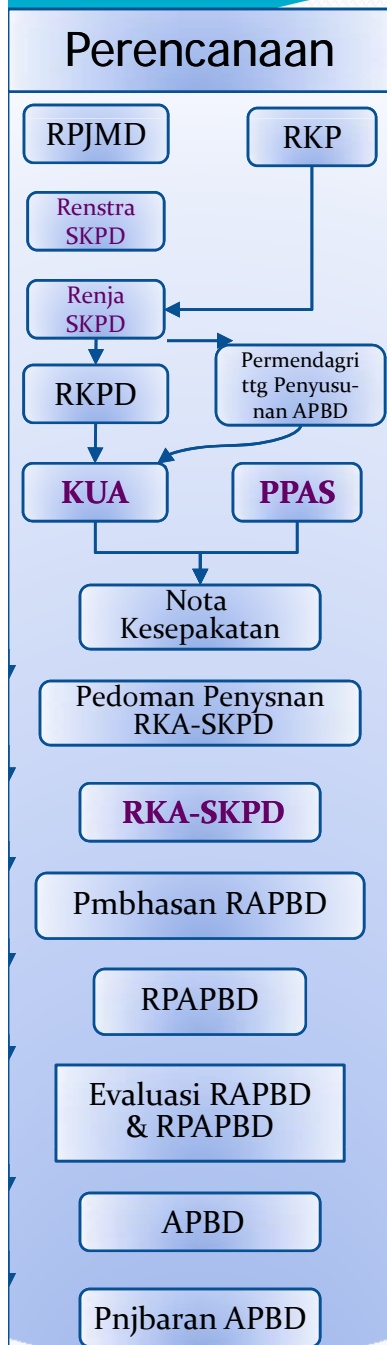 Perencanaan
RPJMD
RKP
Renstra
SKPD
Renja
SKPD
RKPD
Permendagri
ttg Penyusu-
nan APBD
KUA
PPAS
Nota
Kesepakatan
Pedoman Penysnan
RKA-SKPD
RKA-SKPD
Pmbhasan RAPBD
RPAPBD
Evaluasi RAPBD
& RPAPBD
APBD
Pnjbaran APBD